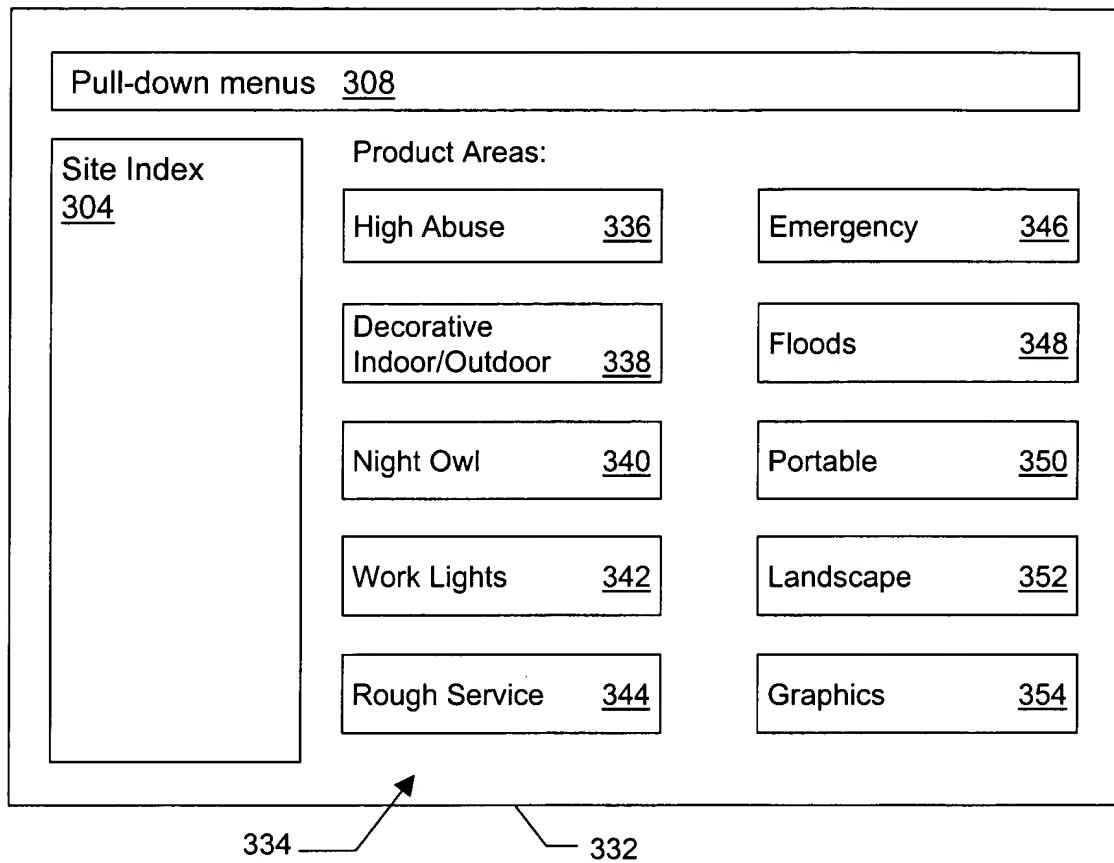 Pull-down menus 308
Site Index
304
Product Areas:
High Abuse 336
Decorative
Indoor/Outdoor 338
Night Owl 340
Work Lights 342
Rough Service 344
Emergency 346
Floods 348
Portable 350
Landscape 352
Graphics 354
334
332